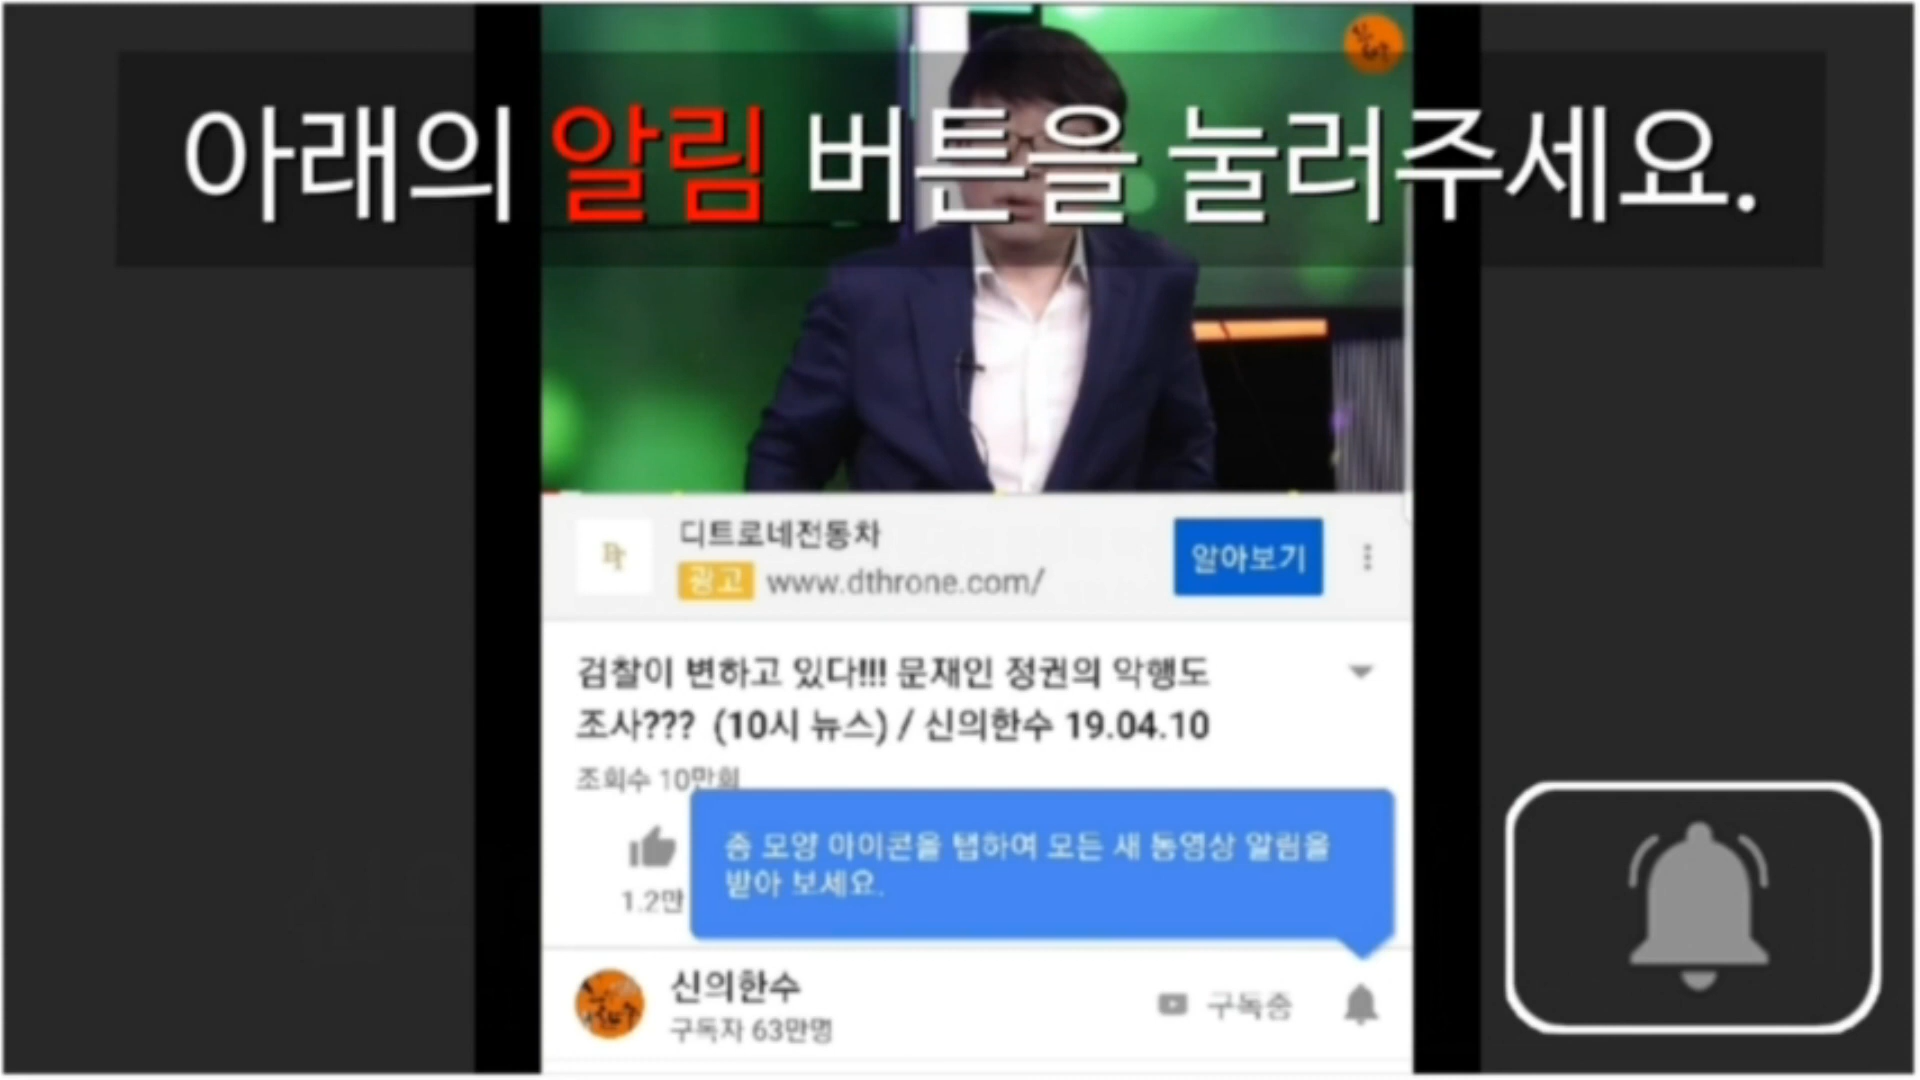 아래의 알림 버튼을 눌러주세요.
디트로네전동차
광고 www.dthrone.com/
알아보기
검찰이 변하고 있다!!! 문재인 정권의 악행도
조사??? (10시 뉴스) / 신의한수 19.04.10
조회수 10만회
1.2만
종 모양 아이콘을 탭하여 모든 새 동영상 알림을
받아 보세요.
신의한수
구독자 63만명
구독중